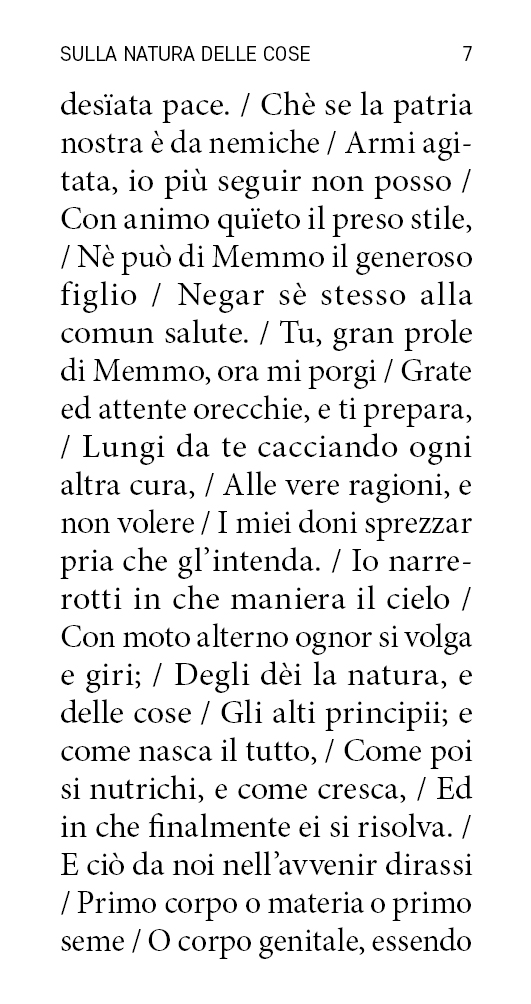 SULLA NATURA DELLE COSE 7
desïata pace. / Chè se la patria
nostra è da nemiche / Armi agi-
tata, io più seguir non posso /
Con animo quïeto il preso stile,
/ Nè può di Memmo il generoso
figlio / Negar sè stesso alla
comun salute. / Tu, gran prole
di Memmo, ora mi porgi / Grate
ed attente orecchie, e ti prepara,
/ Lungi da te cacciando ogni
altra cura, / Alle vere ragioni, e
non volere / I miei doni sprezzar
pria che gl’intenda. / Io narre-
rotti in che maniera il cielo /
Con moto alterno ognor si volga
e giri; / Degli dèi la natura, e
delle cose / Gli alti principii; e
come nasca il tutto, / Come poi
si nutrichi, e come cresca, / Ed
in che finalmente ei si risolva. /
E ciò da noi nell’avvenir dirassi
/ Primo corpo o materia o primo
seme / O corpo genitale, essendo